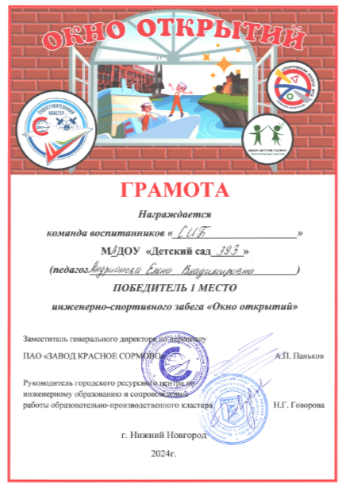 ОКНО ОТКРЫТИЙ
СУДОСТРОИТЕЛЬНЫЙ КЛАСТЕР
ГРАМОТА
Награждается
команда воспитанников « СИБ »
МАДОУ «Детский сад 393 »
(педагог Андрианова Елена Владимировна )
ПОБЕДИТЕЛЬ 1 МЕСТО
инженерно-спортивного забега «Окно открытий»
Заместитель генерального директора по персоналу
ПАО «ЗАВОД КРАСНОЕ СОРМОВО» А.П. Паньков
Руководитель городского ресурсного центра по
инженерному образованию и сопровождению
работы образовательно-производственного кластера Н.Г. Говорова
г. Нижний Новгород
2024г.